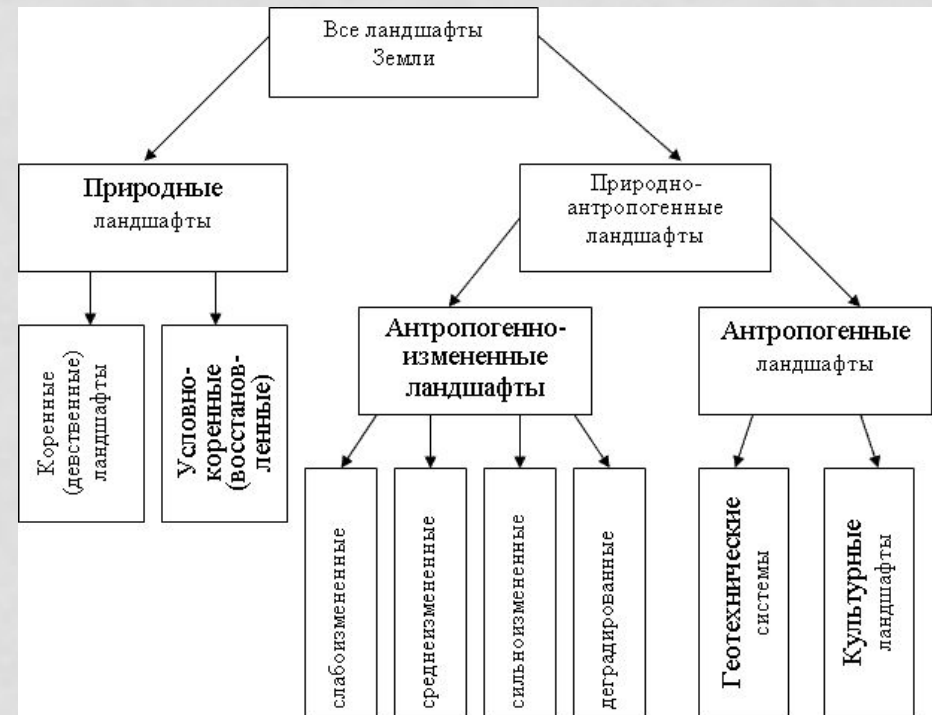 Все ландшафты
Земли
Природные
ландшафты
Природно-
антропогенные
ландшафты
Коренные
(девственные)
ландшафты
Условно-
коренные
(восстанов-
ленные)
Антропогенно-
измененные
ландшафты
Антропогенные
ландшафты
слабоизмененные
среднеизмененные
сильноизмененные
деградированные
Геотехнические
системы
Культурные
ландшафты